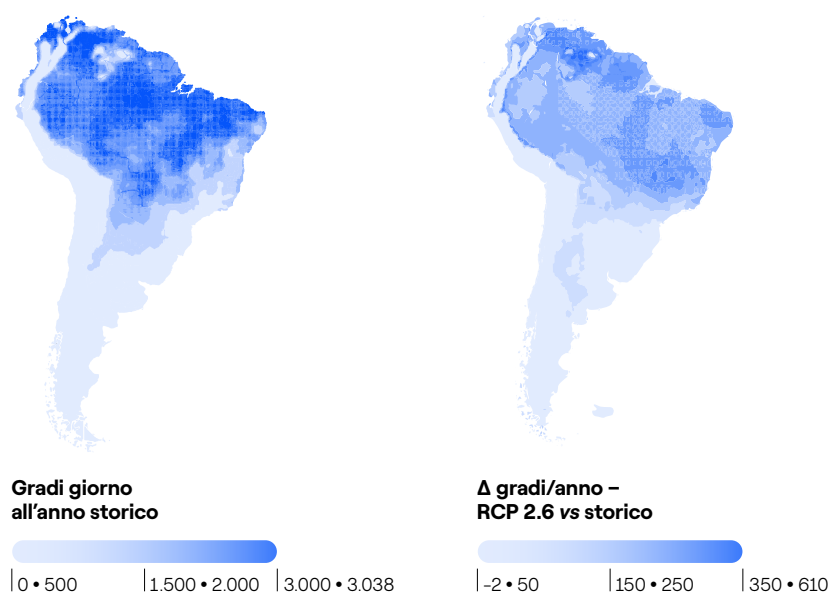 Gradi giorno
all'anno storico
0 • 500
1.500 • 2.000
3.000 • 3.038
Δ gradi/anno –
RCP 2.6 vs storico
-2 • 50
150 • 250
350 • 610